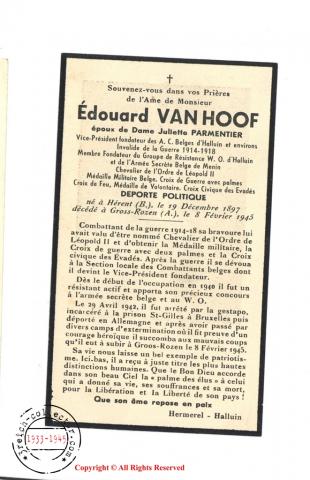 Souvenez-vous dans vos Prières
de l'Ame de Monsieur
Édouard VAN HOOF
époux de Dame Juliette PARMENTIER
Vice-Président fondateur des A. C. Belges d'Halluin et environs
Invalide de la Guerre 1914-1918
Membre Fondateur du Groupe de Résistance W. O. d'Halluin
et de l'Armée Secrète Belge de Menin
Chevalier de l'Ordre de Léopold II
Médaille Militaire Belge, Croix de Guerre avec palmes
Croix de Feu, Médaille de Volontaire, Croix Civique des Evadés
DEPORTE POLITIQUE
né à Hérent (B.), le 19 Décembre 1897
décédé à Gross-Rozen (A.), le 8 Février 1945
Combattant de la guerre 1914-18 sa bravoure lui
avait valu d'être nommé Chevalier de l'Ordre de
Léopold II et d'obtenir la Médaille militaire, la
Croix de guerre avec deux palmes et la Croix
civique des Evadés. Après la guerre il se dévoua
à la Section locale des Combattants belges dont
il devint le Vice-Président fondateur.
Dès le début de l'occupation en 1940 il fut un
résistant actif et apporta son précieux concours
à l'armée secrète belge et au W. O.
Le 29 Avril 1942, il fut arrêté par la gestapo,
incarcéré à la prison St-Gilles à Bruxelles puis
déporté en Allemagne et après avoir passé par
divers camps d'extermination où il fit preuve d'un
courage héroïque il succomba aux mauvais coups
qu'il eut à subir à Gross-Rozen le 8 Février 1945.
Sa vie nous laisse un bel exemple de patriotis-
me. Ici, bas, il a reçu à juste titre les plus hautes
distinctions humaines. Que le Bon Dieu accorde
dans son beau Ciel la "palme des élus" à celui
qui a donné sa vie, ses souffrances et sa mort,
pour la Libération et la Liberté de son pays !
Que son âme repose en paix
Hermerel - Halluin
3reich-collector.com
1933-1945
Copyright © All Rights Reserved